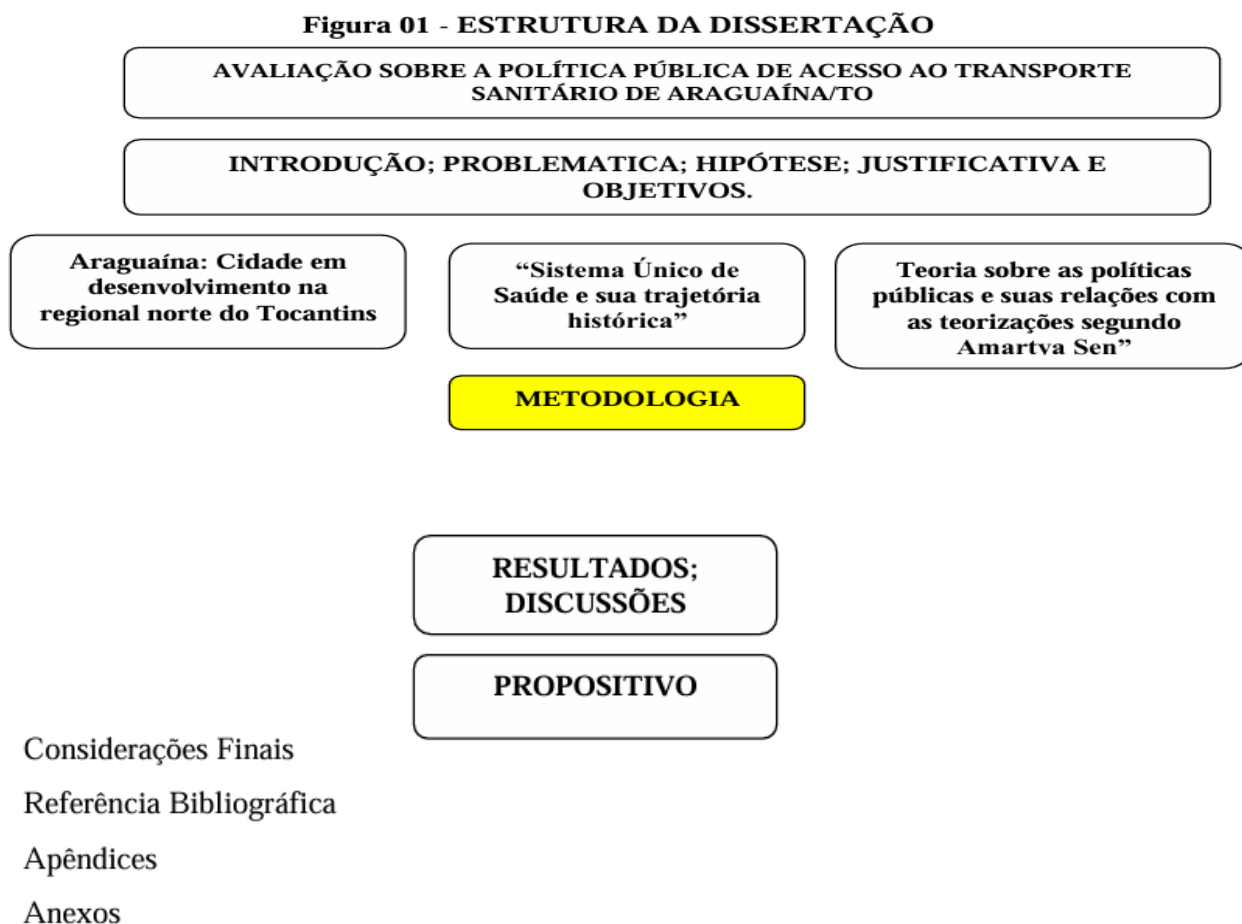 Figura 01 - ESTRUTURA DA DISSERTAÇÃO
AVALIAÇÃO SOBRE A POLÍTICA PÚBLICA DE ACESSO AO TRANSPORTE
SANITÁRIO DE ARAGUAÍNA/TO
INTRODUÇÃO; PROBLEMATICA; HIPÓTESE; JUSTIFICATIVA E
OBJETIVOS.
Araguaína: Cidade em
desenvolvimento na
regional norte do Tocantins
“Sistema Único de
Saúde e sua trajetória
histórica”
Teoria sobre as políticas
públicas e suas relações com
as teorizações segundo
Amartya Sen”
METODOLOGIA
RESULTADOS;
DISCUSSÕES
PROPOSITIVO
Considerações Finais
Referência Bibliográfica
Apêndices
Anexos